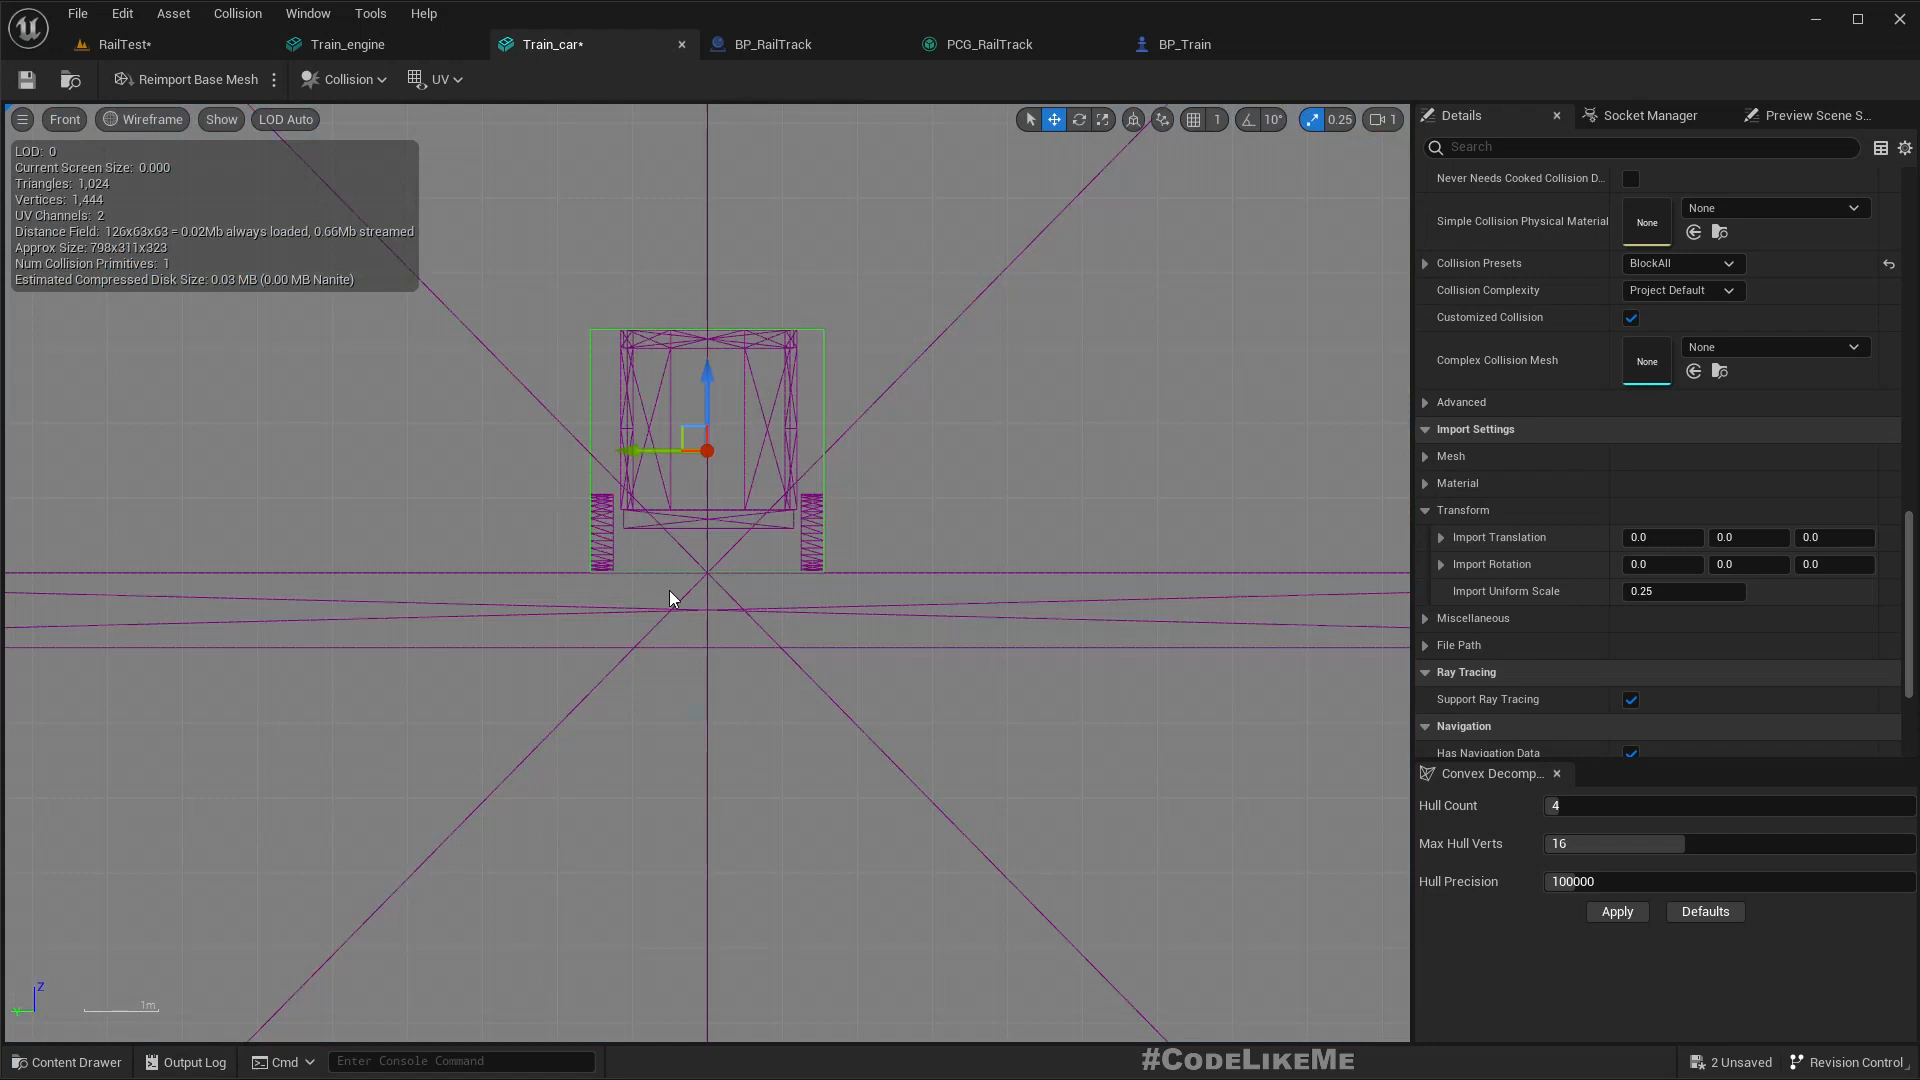 File Edit Asset Collision Window Tools Help
RailTest* Train_engine Train_car* BP_RailTrack PCG_RailTrack BP_Train
Reimport Base Mesh Collision UV
Front Wireframe Show LOD Auto 1 10° 0.25 1
LOD: 0
Current Screen Size: 0.000
Triangles: 1,024
Vertices: 1,444
UV Channels: 2
Distance Field: 126x63x63 = 0.02Mb always loaded, 0.66Mb streamed
Approx Size: 798x311x323
Num Collision Primitives: 1
Estimated Compressed Disk Size: 0.03 MB (0.00 MB Nanite)
Z
Y
1m
Details Socket Manager Preview Scene S...
Search
Never Needs Cooked Collision D...
Simple Collision Physical Material None None
Collision Presets BlockAll
Collision Complexity Project Default
Customized Collision
Complex Collision Mesh None None
Advanced
Import Settings
Mesh
Material
Transform
Import Translation 0.0 0.0 0.0
Import Rotation 0.0 0.0 0.0
Import Uniform Scale 0.25
Miscellaneous
File Path
Ray Tracing
Support Ray Tracing
Navigation
Has Navigation Data
Convex Decomp...
Hull Count 4
Max Hull Verts 16
Hull Precision 100000
Apply Defaults
Content Drawer Output Log Cmd Enter Console Command #CodeLikeMe 2 Unsaved Revision Control